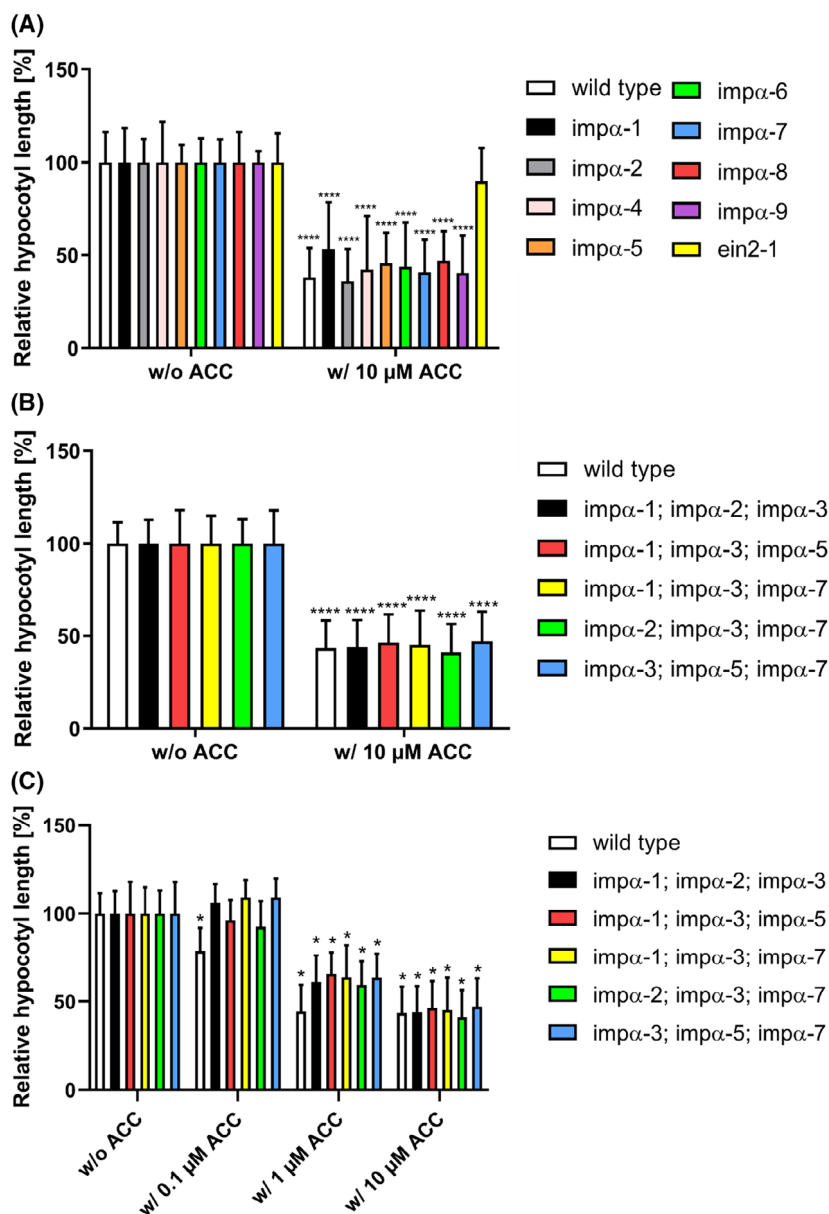 (A)
Relative hypocotyl length [%]
150
100
50
0
**** **** **** **** **** **** **** **** ****
w/o ACC w/ 10 µM ACC
wild type
impα-1
impα-2
impα-4
impα-5
impα-6
impα-7
impα-8
impα-9
ein2-1
(B)
Relative hypocotyl length [%]
150
100
50
0
**** **** **** **** **** ****
w/o ACC w/ 10 µM ACC
wild type
impα-1; impα-2; impα-3
impα-1; impα-3; impα-5
impα-1; impα-3; impα-7
impα-2; impα-3; impα-7
impα-3; impα-5; impα-7
(C)
Relative hypocotyl length [%]
150
100
50
0
* * * * * * * * * * * * *
w/o ACC
w/ 0.1 µM ACC
w/ 1 µM ACC
w/ 10 µM ACC
wild type
impα-1; impα-2; impα-3
impα-1; impα-3; impα-5
impα-1; impα-3; impα-7
impα-2; impα-3; impα-7
impα-3; impα-5; impα-7